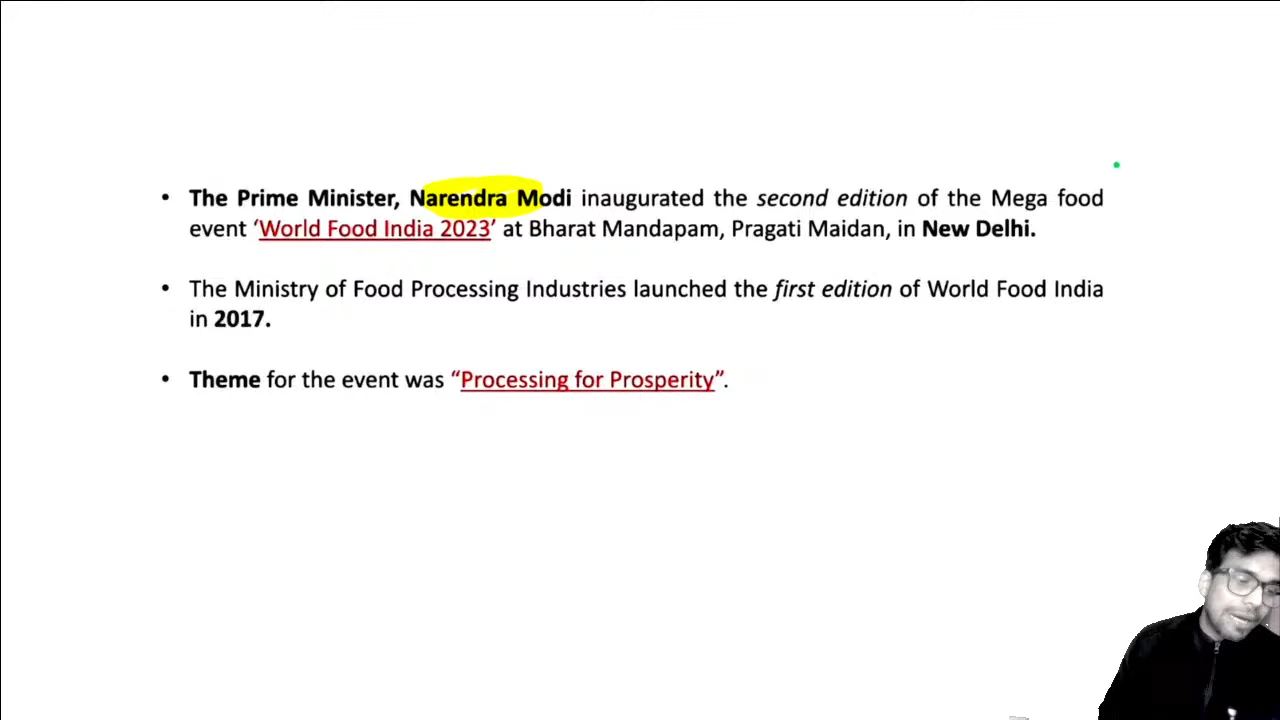 • The Prime Minister, Narendra Modi inaugurated the second edition of the Mega food
event ‘World Food India 2023’ at Bharat Mandapam, Pragati Maidan, in New Delhi.
• The Ministry of Food Processing Industries launched the first edition of World Food India
in 2017.
• Theme for the event was “Processing for Prosperity”.